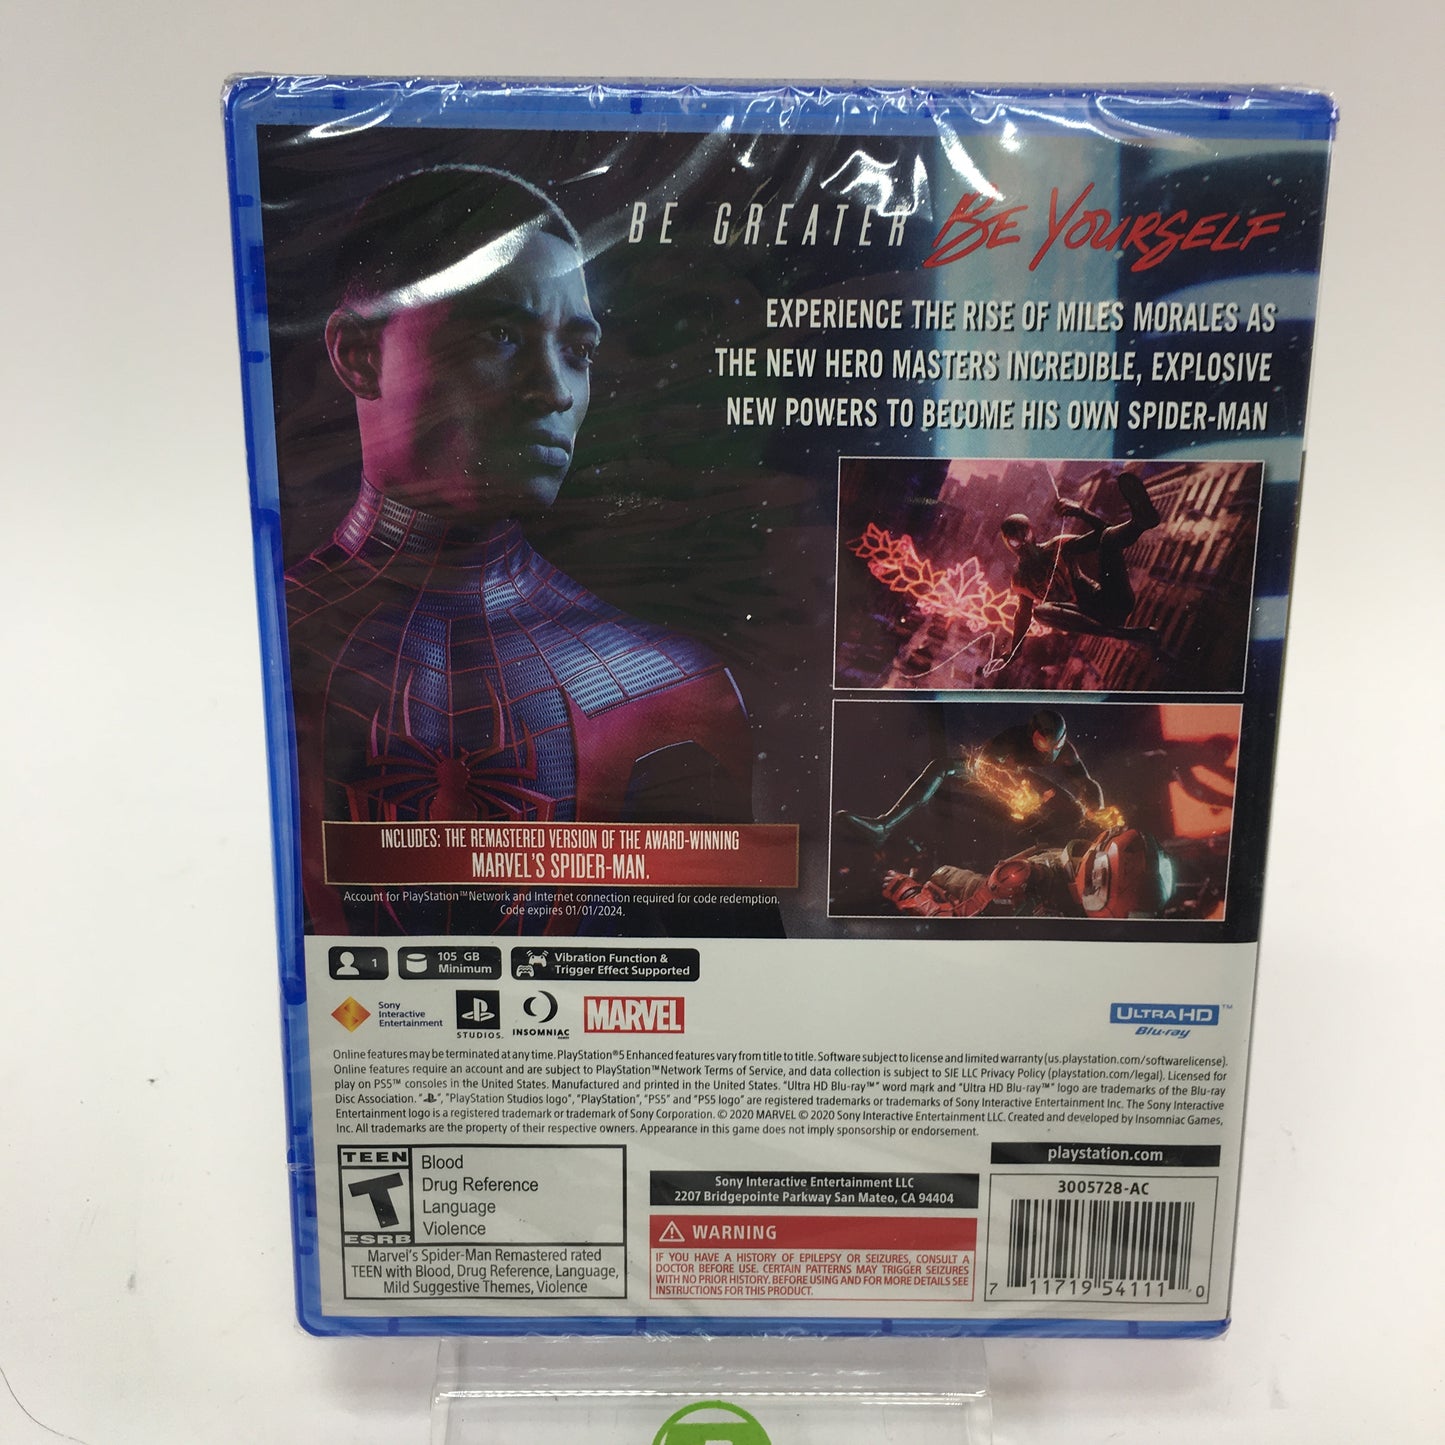 BE GREATER BE YOURSELF
EXPERIENCE THE RISE OF MILES MORALES AS
THE NEW HERO MASTERS INCREDIBLE, EXPLOSIVE
NEW POWERS TO BECOME HIS OWN SPIDER-MAN
INCLUDES: THE REMASTERED VERSION OF THE AWARD-WINNING
MARVEL'S SPIDER-MAN.
Account for PlayStation™Network and Internet connection required for code redemption.
Code expires 01/01/2024.
1
105 GB
Minimum
Vibration Function &
Trigger Effect Supported
Sony
Interactive
Entertainment
STUDIOS
INSOMNIAC
MARVEL
ULTRA HD™
Blu-ray
Online features may be terminated at any time. PlayStation®5 Enhanced features vary from title to title. Software subject to license and limited warranty (us.playstation.com/softwarelicense).
Online features require an account and are subject to PlayStation™Network Terms of Service, and data collection is subject to SIE LLC Privacy Policy (playstation.com/legal). Licensed for
play on PS5™ consoles in the United States. Manufactured and printed in the United States. "Ultra HD Blu-ray™" word mark and "Ultra HD Blu-ray™" logo are trademarks of the Blu-ray
Disc Association. "PS", "PlayStation Studios logo", "PlayStation", "PS5" and "PS5 logo" are registered trademarks or trademarks of Sony Interactive Entertainment Inc. The Sony Interactive
Entertainment logo is a registered trademark or trademark of Sony Corporation. © 2020 MARVEL © 2020 Sony Interactive Entertainment LLC. Created and developed by Insomniac Games,
Inc. All trademarks are the property of their respective owners. Appearance in this game does not imply sponsorship or endorsement.
TEEN
T
ESRB
Blood
Drug Reference
Language
Violence
Marvel's Spider-Man Remastered rated
TEEN with Blood, Drug Reference, Language,
Mild Suggestive Themes, Violence
Sony Interactive Entertainment LLC
2207 Bridgepointe Parkway San Mateo, CA 94404
WARNING
IF YOU HAVE A HISTORY OF EPILEPSY OR SEIZURES, CONSULT A
DOCTOR BEFORE USE. CERTAIN PATTERNS MAY TRIGGER SEIZURES
WITH NO PRIOR HISTORY. BEFORE USING AND FOR MORE DETAILS SEE
INSTRUCTIONS FOR THIS PRODUCT.
playstation.com
3005728-AC
7 11719 54111 0